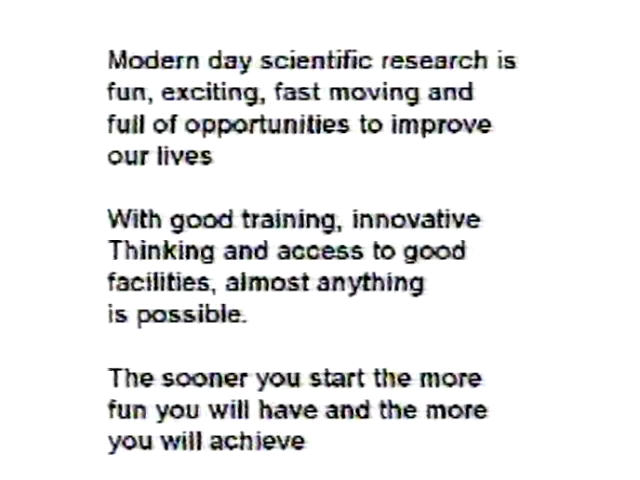 Modern day scientific research is
fun, exciting, fast moving and
full of opportunities to improve
our lives
With good training, innovative
Thinking and access to good
facilities, almost anything
is possible.
The sooner you start the more
fun you will have and the more
you will achieve